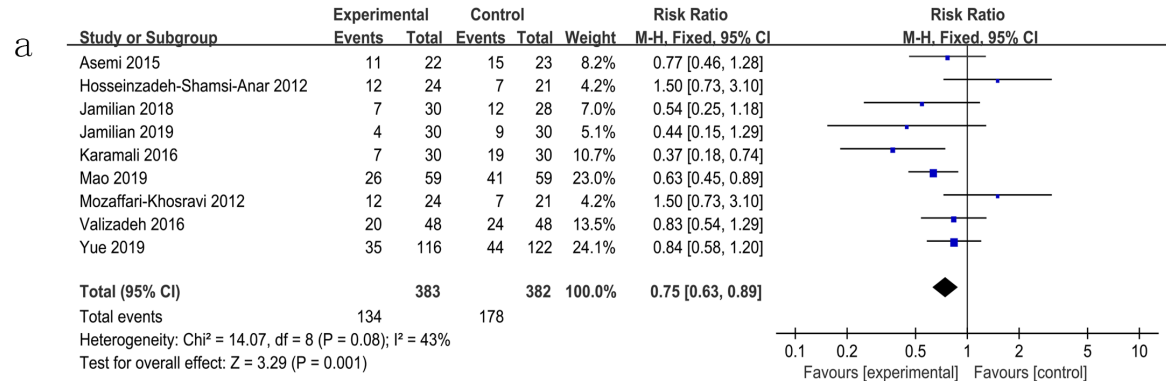 a
Experimental Control Risk Ratio Risk Ratio
Study or Subgroup Events Total Events Total Weight M-H, Fixed, 95% CI M-H, Fixed, 95% CI
Asemi 2015 11 22 15 23 8.2% 0.77 [0.46, 1.28]
Hosseinzadeh-Shamsi-Anar 2012 12 24 7 21 4.2% 1.50 [0.73, 3.10]
Jamilian 2018 7 30 12 28 7.0% 0.54 [0.25, 1.18]
Jamilian 2019 4 30 9 30 5.1% 0.44 [0.15, 1.29]
Karamali 2016 7 30 19 30 10.7% 0.37 [0.18, 0.74]
Mao 2019 26 59 41 59 23.0% 0.63 [0.45, 0.89]
Mozaffari-Khosravi 2012 12 24 7 21 4.2% 1.50 [0.73, 3.10]
Valizadeh 2016 20 48 24 48 13.5% 0.83 [0.54, 1.29]
Yue 2019 35 116 44 122 24.1% 0.84 [0.58, 1.20]
Total (95% CI) 383 382 100.0% 0.75 [0.63, 0.89]
Total events 134 178
Heterogeneity: Chi² = 14.07, df = 8 (P = 0.08); I² = 43%
Test for overall effect: Z = 3.29 (P = 0.001)
0.1 0.2 0.5 1 2 5 10
Favours [experimental] Favours [control]